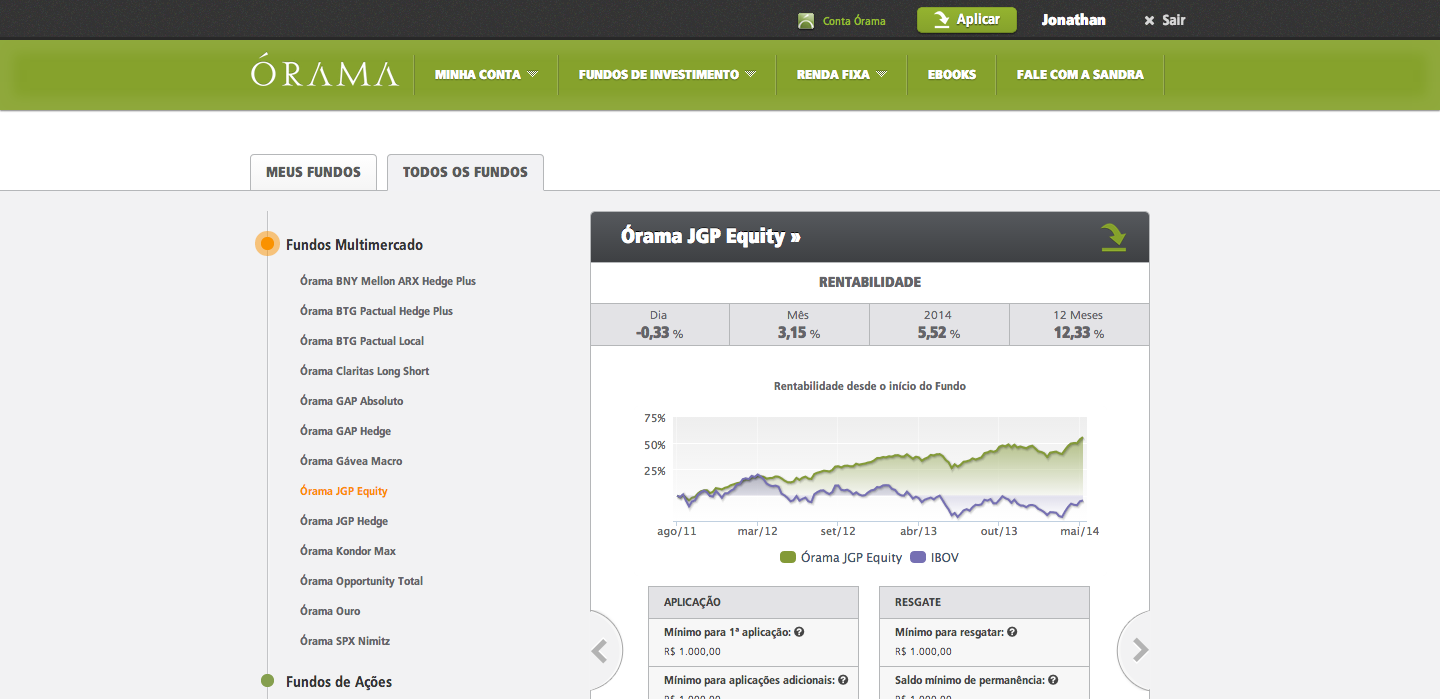 Conta Órama
Aplicar
Jonathan
Sair
ÓRAMA
MINHA CONTA
FUNDOS DE INVESTIMENTO
RENDA FIXA
EBOOKS
FALE COM A SANDRA
MEUS FUNDOS
TODOS OS FUNDOS
Fundos Multimercado
Órama BNY Mellon ARX Hedge Plus
Órama BTG Pactual Hedge Plus
Órama BTG Pactual Local
Órama Claritas Long Short
Órama GAP Absoluto
Órama GAP Hedge
Órama Gávea Macro
Órama JGP Equity
Órama JGP Hedge
Órama Kondor Max
Órama Opportunity Total
Órama Ouro
Órama SPX Nimitz
Fundos de Ações
Órama JGP Equity »
RENTABILIDADE
Dia
-0,33 %
Mês
3,15 %
2014
5,52 %
12 Meses
12,33 %
Rentabilidade desde o início do Fundo
75%
50%
25%
ago/11 mar/12 set/12 abr/13 out/13 mai/14
Órama JGP Equity IBOV
APLICAÇÃO
Mínimo para 1ª aplicação:
R$ 1.000,00
Mínimo para aplicações adicionais:
R$ 1.000,00
RESGATE
Mínimo para resgatar:
R$ 1.000,00
Saldo mínimo de permanência:
R$ 1.000,00